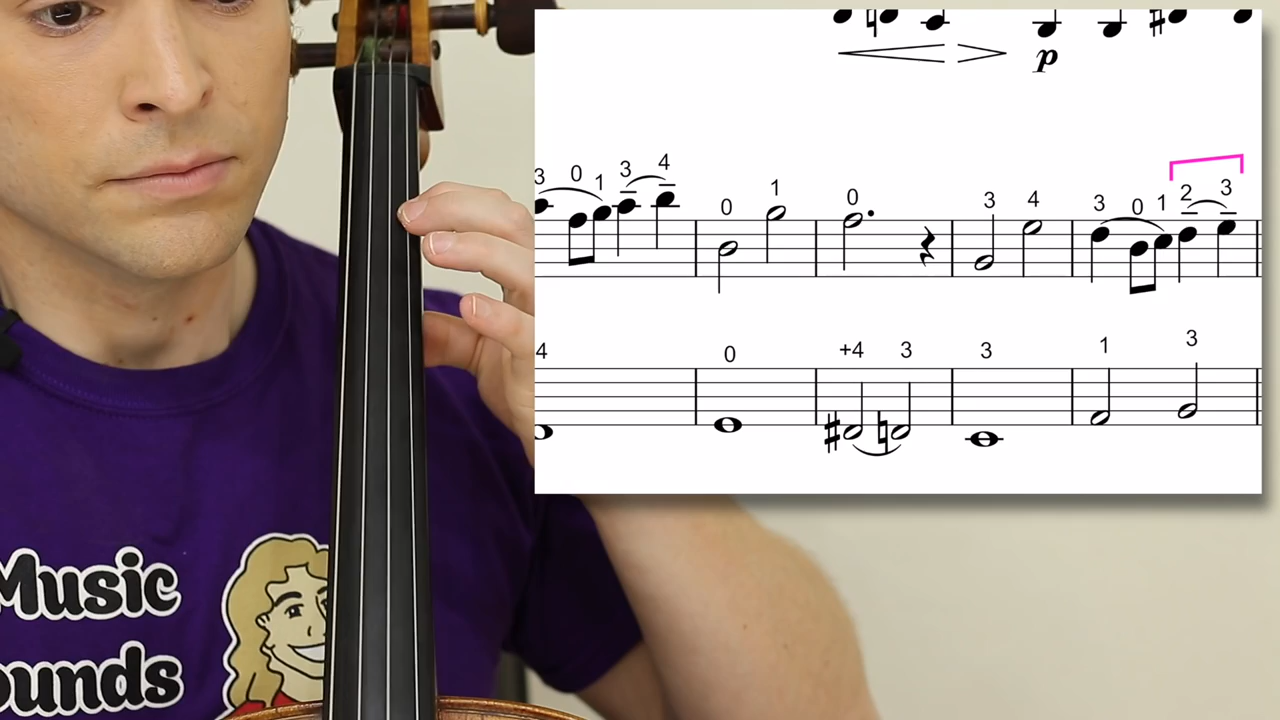 p
3 0 1 3 4 0 1 0 3 4 3 0 1 2 3
4 0 +4 3 3 1 3
Music
ounds